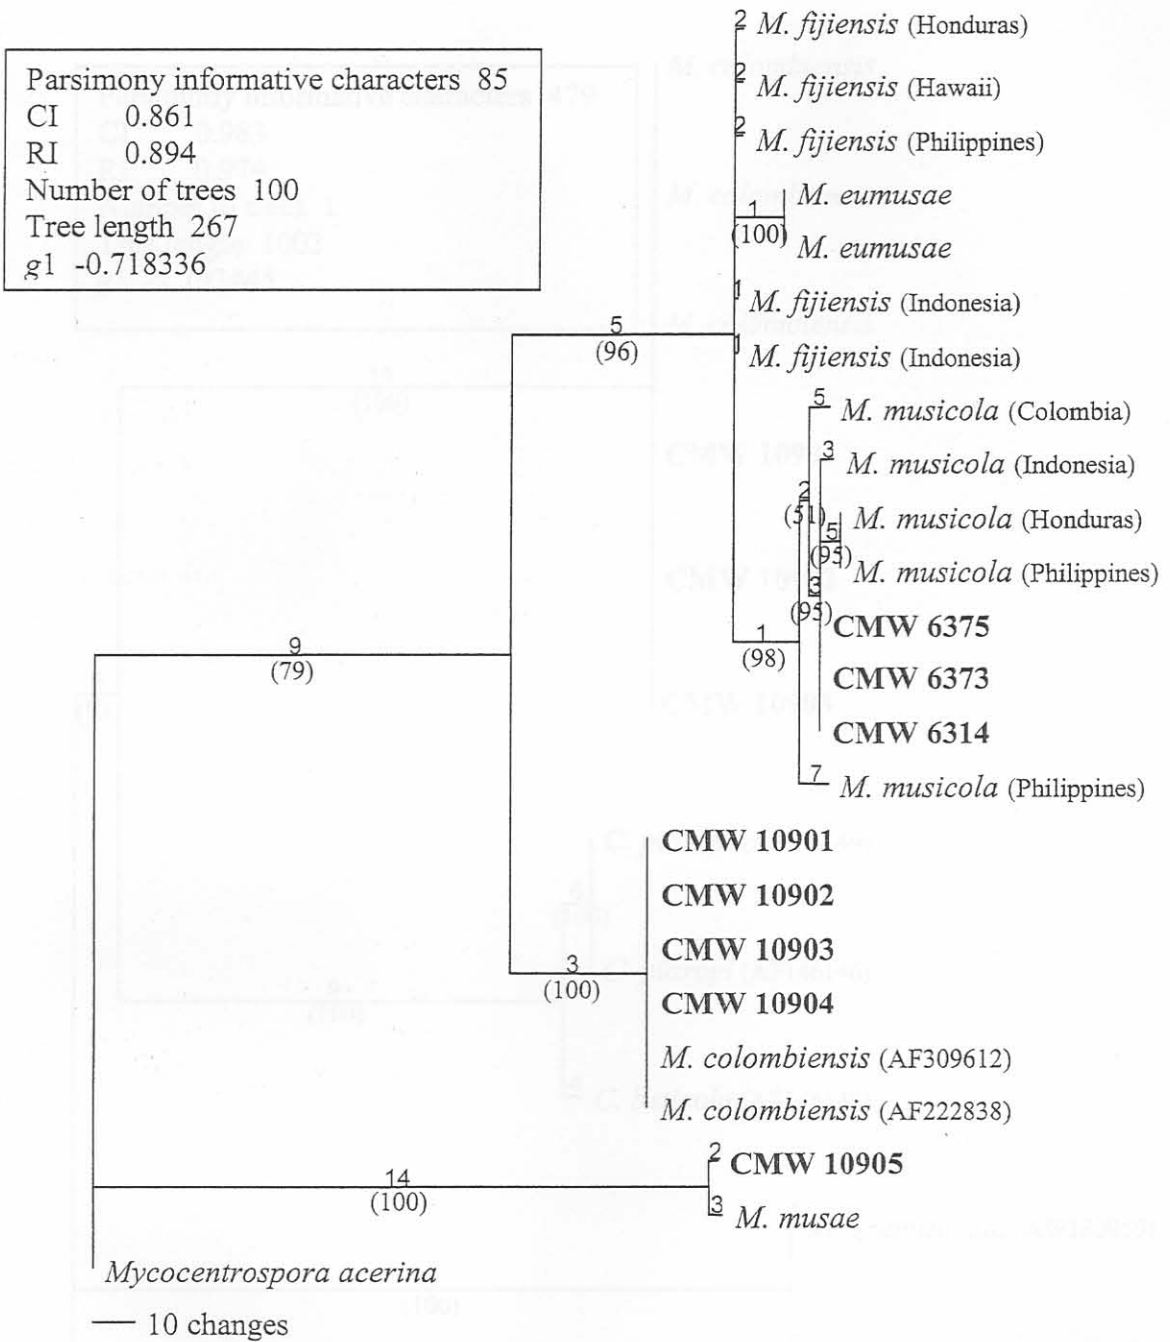 Parsimony informative characters 85
CI 0.861
RI 0.894
Number of trees 100
Tree length 267
g1 -0.718336
2 M. fijiensis (Honduras)
2 M. fijiensis (Hawaii)
2 M. fijiensis (Philippines)
M. eumusae
1
(100)
M. eumusae
1 M. fijiensis (Indonesia)
5
(96)
1 M. fijiensis (Indonesia)
5 M. musicola (Colombia)
3 M. musicola (Indonesia)
2
(51)
M. musicola (Honduras)
5
(95)
M. musicola (Philippines)
3
(95)
CMW 6375
1
(98)
9
(79)
CMW 6373
CMW 6314
7 M. musicola (Philippines)
CMW 10901
CMW 10902
CMW 10903
3
(100)
CMW 10904
M. colombiensis (AF309612)
M. colombiensis (AF222838)
2 CMW 10905
14
(100)
3 M. musae
Mycocentrospora acerina
10 changes